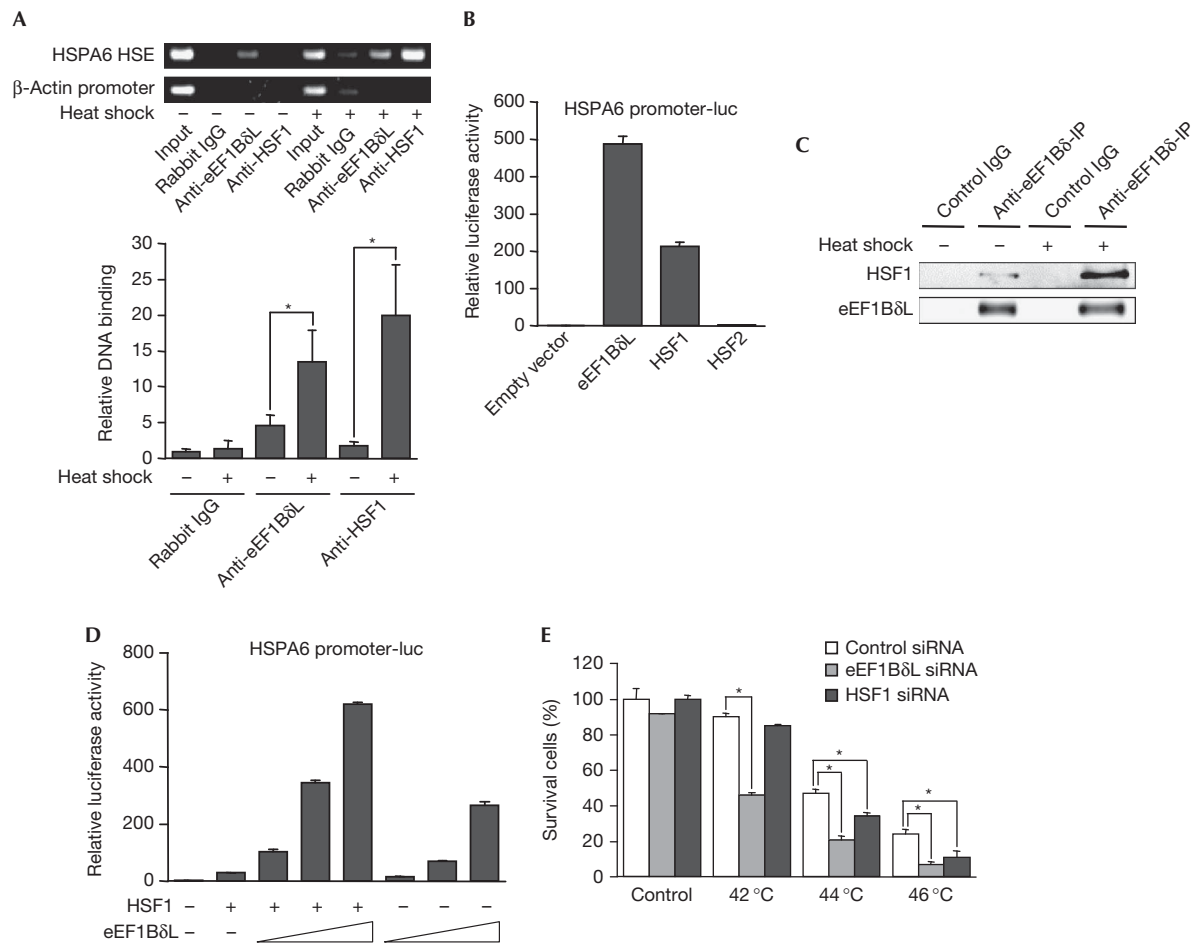 A
HSPA6 HSE
β-Actin promoter
Heat shock – – – – + + + +
Input Rabbit IgG Anti-eEF1BδL Anti-HSF1 Input Rabbit IgG Anti-eEF1BδL Anti-HSF1
Relative DNA binding
30
25
20
15
10
5
0
* *
Heat shock – + – + – +
Rabbit IgG Anti-eEF1BδL Anti-HSF1
B
HSPA6 promoter-luc
Relative luciferase activity
600
500
400
300
200
100
0
Empty vector eEF1BδL HSF1 HSF2
C
Control IgG Anti-eEF1Bδ-IP Control IgG Anti-eEF1Bδ-IP
Heat shock – – + +
HSF1
eEF1BδL
D
HSPA6 promoter-luc
Relative luciferase activity
800
600
400
200
0
HSF1 – + + + + – – –
eEF1BδL – –
E
Control siRNA
eEF1BδL siRNA
HSF1 siRNA
Survival cells (%)
120
100
80
60
40
20
0
* * * * *
Control 42 °C 44 °C 46 °C